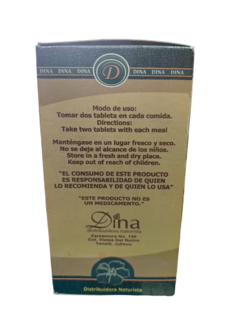 DINA DINA DINA D DINA DINA DINA
Modo de uso:
Tomar dos tablets en cada comida.
Directions:
Take two tablets with each meal
Manténgase en un lugar fresco y seco.
No se deje al alcance de los niños.
Store in a fresh and dry place.
Keep out of reach of children.
"EL CONSUMO DE ESTE PRODUCTO
ES RESPONSABILIDAD DE QUIEN
LO RECOMIENDA Y DE QUIEN LO USA"
"ESTE PRODUCTO NO ES
UN MEDICAMENTO."
Dina
distribuidora naturista
Distribuidora Naturista